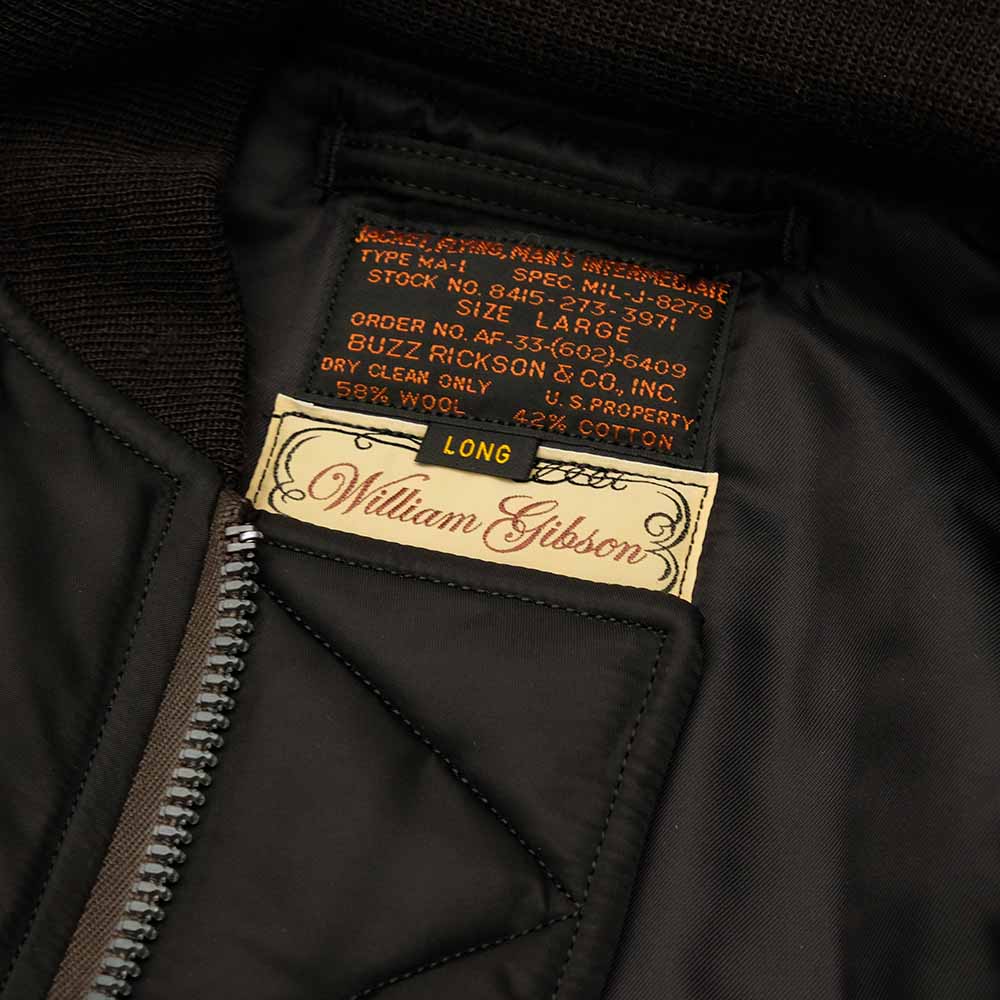 JACKET, FLYING, MAN'S INTERMEDIATE
TYPE MA-1 SPEC. MIL-J-8279
STOCK NO. 8415-273-3971
SIZE LARGE
ORDER NO. AF-33-(602)-6409
BUZZ RICKSON & CO., INC.
DRY CLEAN ONLY U.S. PROPERTY
58% WOOL 42% COTTON
LONG
William Gibson